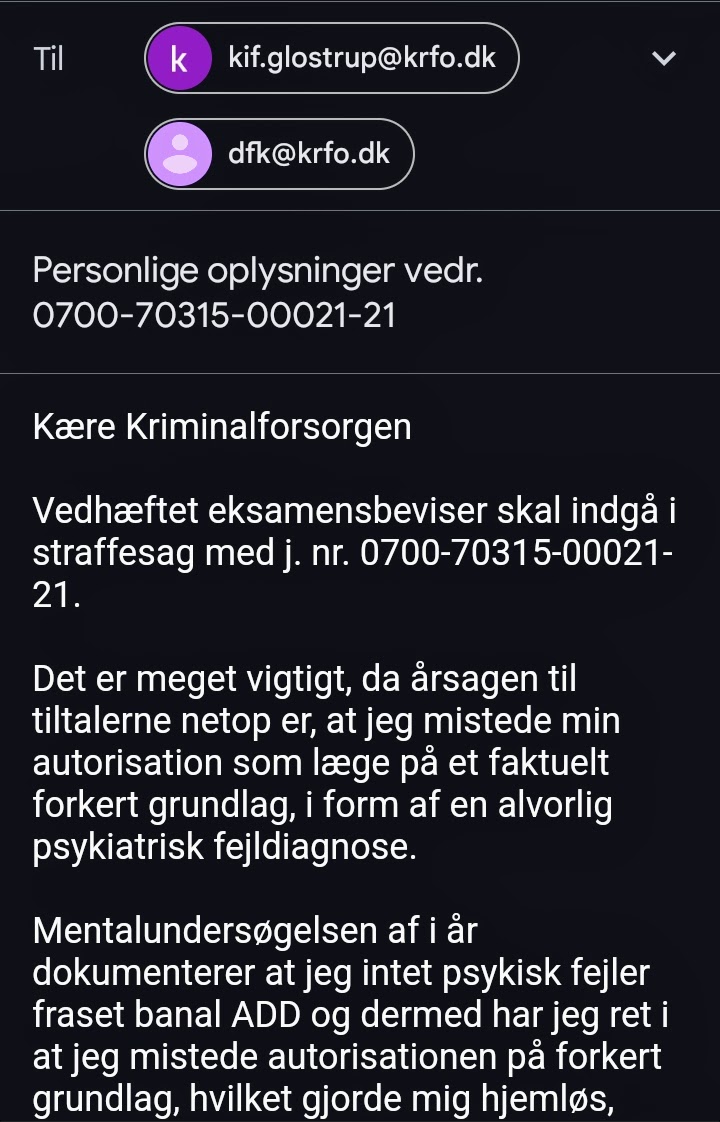 Til
k
kif.glostrup@krfo.dk
dfk@krfo.dk
Personlige oplysninger vedr.
0700-70315-00021-21
Kære Kriminalforsorgen
Vedhæftet eksamensbeviser skal indgå i
straffesag med j. nr. 0700-70315-00021-
21.
Det er meget vigtigt, da årsagen til
tiltalerne netop er, at jeg mistede min
autorisation som læge på et faktuelt
forkert grundlag, i form af en alvorlig
psykiatrisk fejldiagnose.
Mentalundersøgelsen af i år
dokumenterer at jeg intet psykisk fejler
fraset banal ADD og dermed har jeg ret i
at jeg mistede autorisationen på forkert
grundlag, hvilket gjorde mig hjemløs,